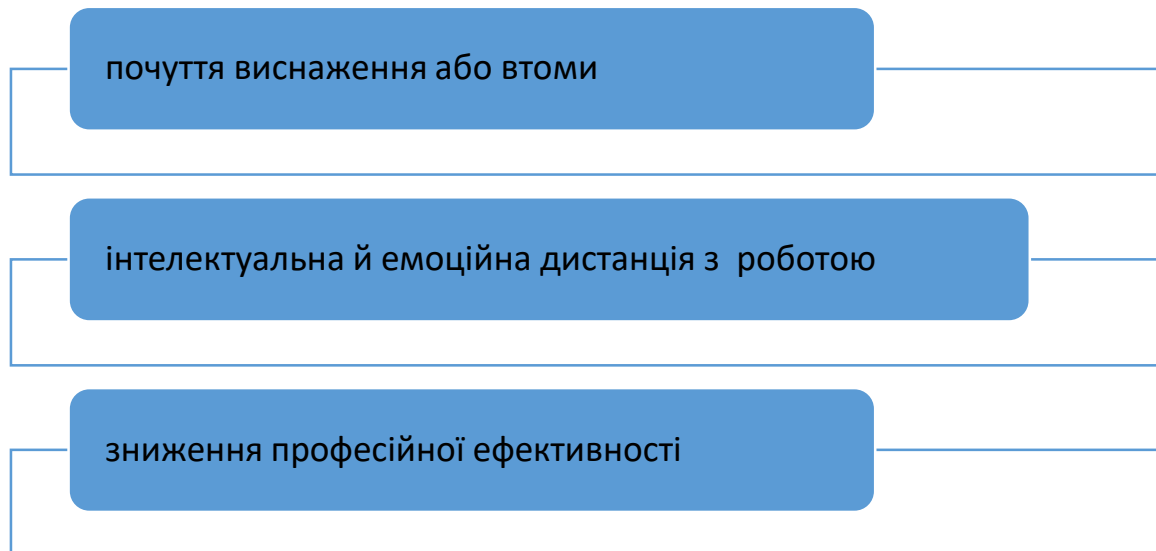 почуття виснаження або втоми
інтелектуальна й емоційна дистанція з  роботою
зниження професійної ефективності